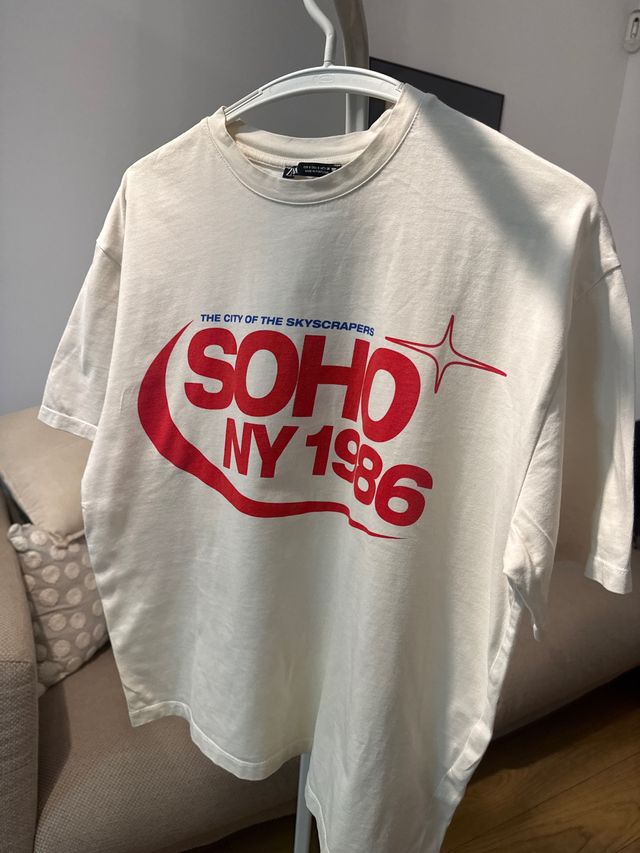 THE CITY OF THE SKYSCRAPERS
SOHO
NY 1986